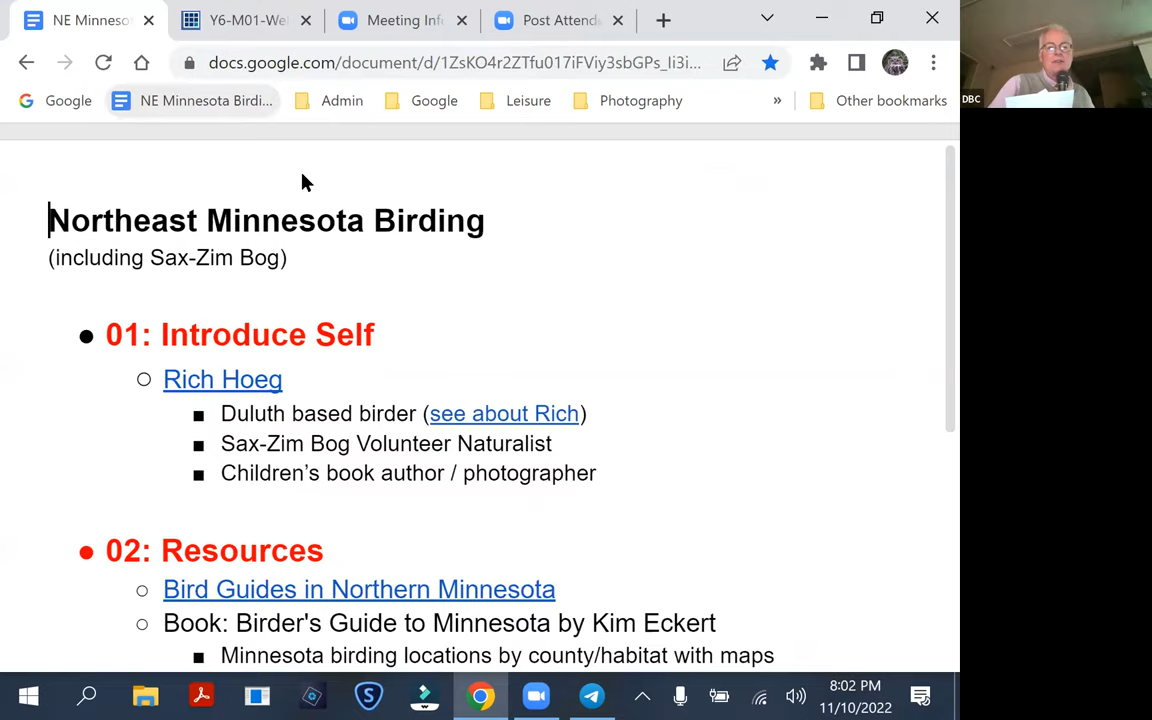 NE Minneso
Y6-M01-We
Meeting Inf
Post Attend
docs.google.com/document/d/1ZsKO4r2ZTfu017iFViy3sbGPs_Ii3i...
Google
NE Minnesota Birdi...
Admin
Google
Leisure
Photography
»
Other bookmarks
DBC
Northeast Minnesota Birding
(including Sax-Zim Bog)
● 01: Introduce Self
○ Rich Hoeg
■ Duluth based birder (see about Rich)
■ Sax-Zim Bog Volunteer Naturalist
■ Children's book author / photographer
● 02: Resources
○ Bird Guides in Northern Minnesota
○ Book: Birder's Guide to Minnesota by Kim Eckert
■ Minnesota birding locations by county/habitat with maps
8:02 PM
11/10/2022